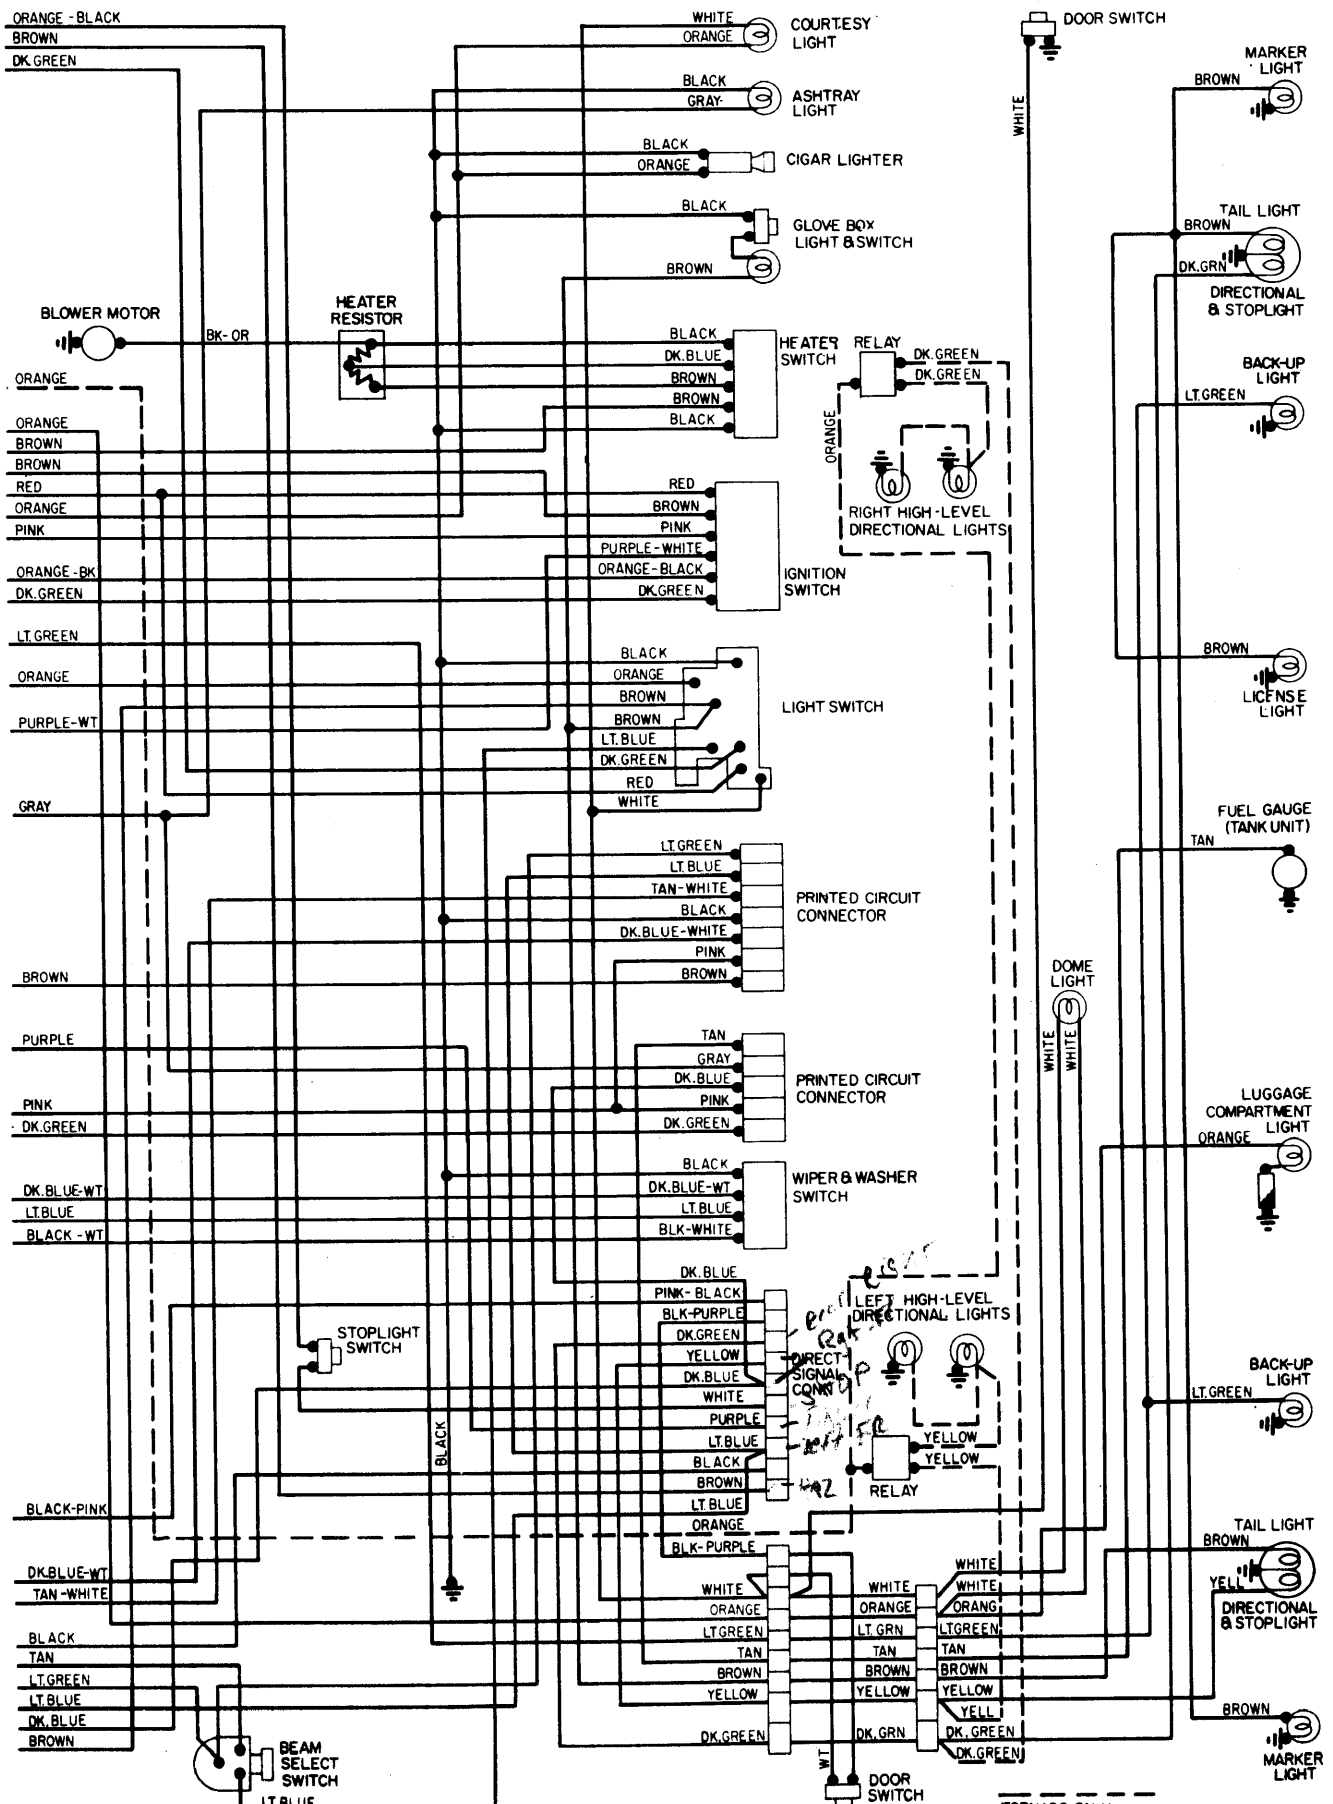 ORANGE-BLACK
BROWN
DK.GREEN
WHITE
ORANGE
COURTESY
LIGHT
DOOR SWITCH
WHITE
MARKER
LIGHT
BROWN
BLACK
GRAY
ASHTRAY
LIGHT
BLACK
ORANGE
CIGAR LIGHTER
BLACK
GLOVE BOX
LIGHT & SWITCH
BROWN
TAIL LIGHT
BROWN
DK.GRN
DIRECTIONAL
& STOPLIGHT
BLOWER MOTOR
BK-OR
HEATER
RESISTOR
BLACK
DK.BLUE
BROWN
BROWN
BLACK
HEATER
SWITCH
RELAY
DK.GREEN
DK.GREEN
ORANGE
RIGHT HIGH-LEVEL
DIRECTIONAL LIGHTS
BACK-UP
LIGHT
LT.GREEN
ORANGE
ORANGE
BROWN
BROWN
RED
ORANGE
PINK
ORANGE-BK
DK.GREEN
RED
BROWN
PINK
PURPLE-WHITE
ORANGE-BLACK
DK.GREEN
IGNITION
SWITCH
LT.GREEN
ORANGE
PURPLE-WT
BLACK
ORANGE
BROWN
BROWN
LT.BLUE
DK.GREEN
RED
WHITE
LIGHT SWITCH
BROWN
LICENSE
LIGHT
GRAY
FUEL GAUGE
(TANK UNIT)
TAN
LT.GREEN
LT.BLUE
TAN-WHITE
BLACK
DK.BLUE-WHITE
PINK
BROWN
PRINTED CIRCUIT
CONNECTOR
BROWN
DOME
LIGHT
WHITE
WHITE
PURPLE
PINK
DK.GREEN
TAN
GRAY
DK.BLUE
PINK
DK.GREEN
PRINTED CIRCUIT
CONNECTOR
LUGGAGE
COMPARTMENT
LIGHT
ORANGE
DK.BLUE-WT
LT.BLUE
BLACK-WT
BLACK
DK.BLUE-WT
LT.BLUE
BLK-WHITE
WIPER & WASHER
SWITCH
DK.BLUE
PINK-BLACK
BLK-PURPLE
DK.GREEN
YELLOW
DK.BLUE
WHITE
PURPLE
LT.BLUE
BLACK
BROWN
LT.BLUE
ORANGE
DIRECT-
SIGNAL
CONN
STOPLIGHT
SWITCH
LEFT HIGH-LEVEL
DIRECTIONAL LIGHTS
YELLOW
YELLOW
RELAY
BACK-UP
LIGHT
LT.GREEN
BLACK
BLACK-PINK
DK.BLUE-WT
TAN-WHITE
BLACK
TAN
LT.GREEN
LT.BLUE
DK.BLUE
BROWN
BLK-PURPLE
WHITE
ORANGE
LT.GREEN
TAN
BROWN
YELLOW
DK.GREEN
WHITE
ORANGE
LT. GRN
TAN
BROWN
YELLOW
DK.GRN
WHITE
WHITE
ORANG
LT.GREEN
TAN
BROWN
YELLOW
YELL
DK.GREEN
DK.GREEN
TAIL LIGHT
BROWN
YELL
DIRECTIONAL
& STOPLIGHT
BROWN
MARKER
LIGHT
BEAM
SELECT
SWITCH
LT.BLUE
WT
DOOR
SWITCH